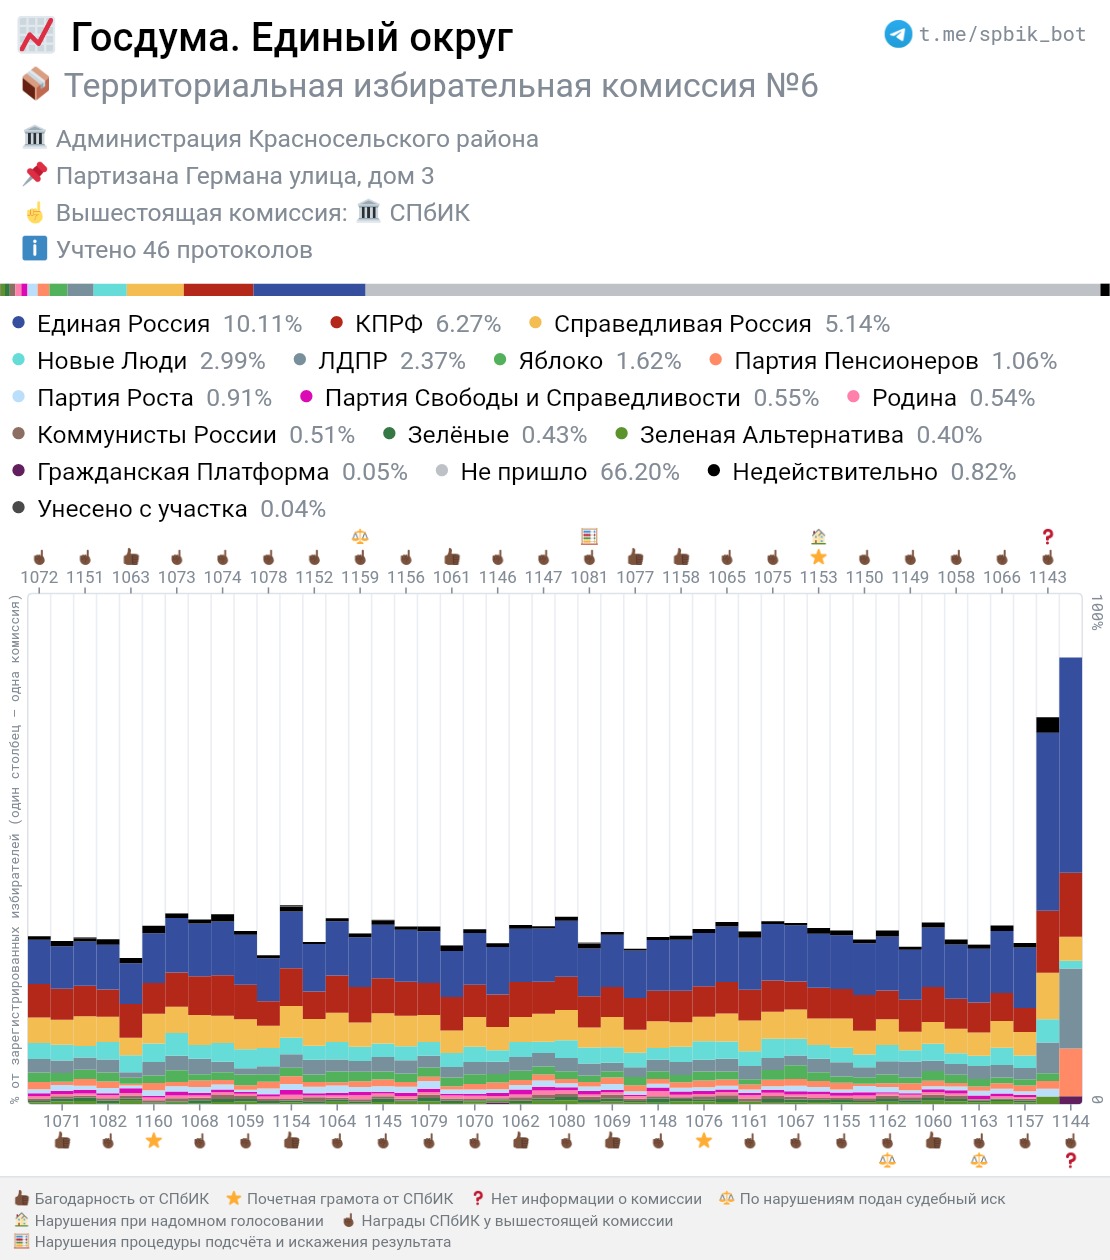 Госдума. Единый округ
t.me/spbik_bot
Территориальная избирательная комиссия №6
Администрация Красносельского района
Партизана Германа улица, дом 3
Вышестоящая комиссия: СПбИК
Учтено 46 протоколов
Единая Россия 10.11% КПРФ 6.27% Справедливая Россия 5.14%
Новые Люди 2.99% ЛДПР 2.37% Яблоко 1.62% Партия Пенсионеров 1.06%
Партия Роста 0.91% Партия Свободы и Справедливости 0.55% Родина 0.54%
Коммунисты России 0.51% Зелёные 0.43% Зеленая Альтернатива 0.40%
Гражданская Платформа 0.05% Не пришло 66.20% Недействительно 0.82%
Унесено с участка 0.04%
1072 1151 1063 1073 1074 1078 1152 1159 1156 1061 1146 1147 1081 1077 1158 1065 1075 1153 1150 1149 1058 1066 1143
% от зарегистрированных избирателей (один столбец — одна комиссия)
100%
0
1071 1082 1160 1068 1059 1154 1064 1145 1079 1070 1062 1080 1069 1148 1076 1161 1067 1155 1162 1060 1163 1157 1144
Багодарность от СПбИК Почетная грамота от СПбИК Нет информации о комиссии По нарушениям подан судебный иск
Нарушения при надомном голосовании Награды СПбИК у вышестоящей комиссии
Нарушения процедуры подсчёта и искажения результата